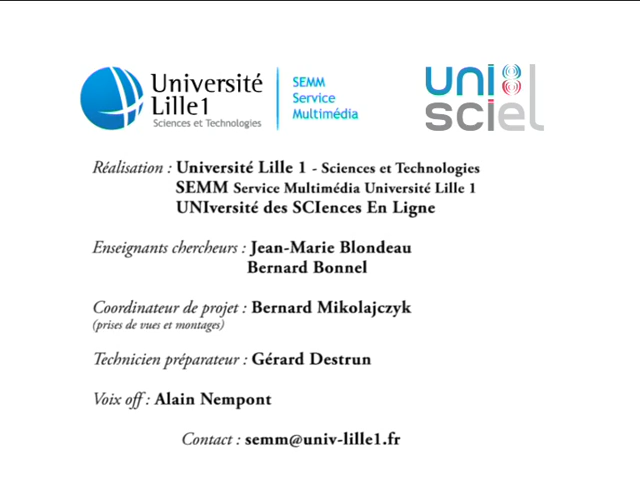 Université
Lille1
Sciences et Technologies
SEMM
Service
Multimédia
uni
sciel
Réalisation : Université Lille 1 - Sciences et Technologies
SEMM Service Multimédia Université Lille 1
UNIversité des SCIences En Ligne
Enseignants chercheurs : Jean-Marie Blondeau
Bernard Bonnel
Coordinateur de projet : Bernard Mikolajczyk
(prises de vues et montages)
Technicien préparateur : Gérard Destrun
Voix off : Alain Nempont
Contact : semm@univ-lille1.fr